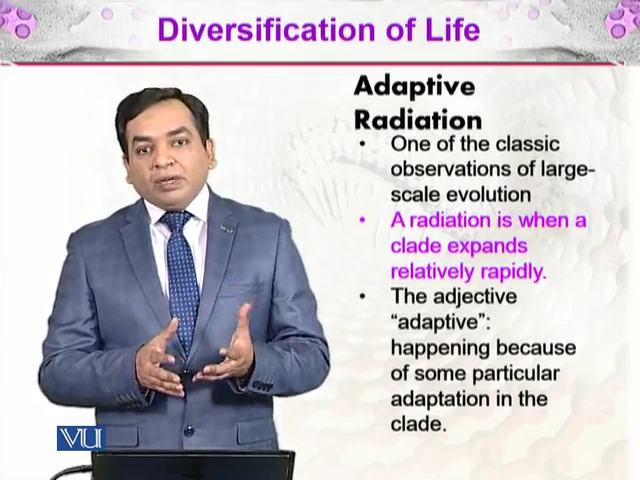 Diversification of Life
Adaptive
Radiation
• One of the classic
observations of large-
scale evolution
• A radiation is when a
clade expands
relatively rapidly.
• The adjective
“adaptive”:
happening because
of some particular
adaptation in the
clade.
VU